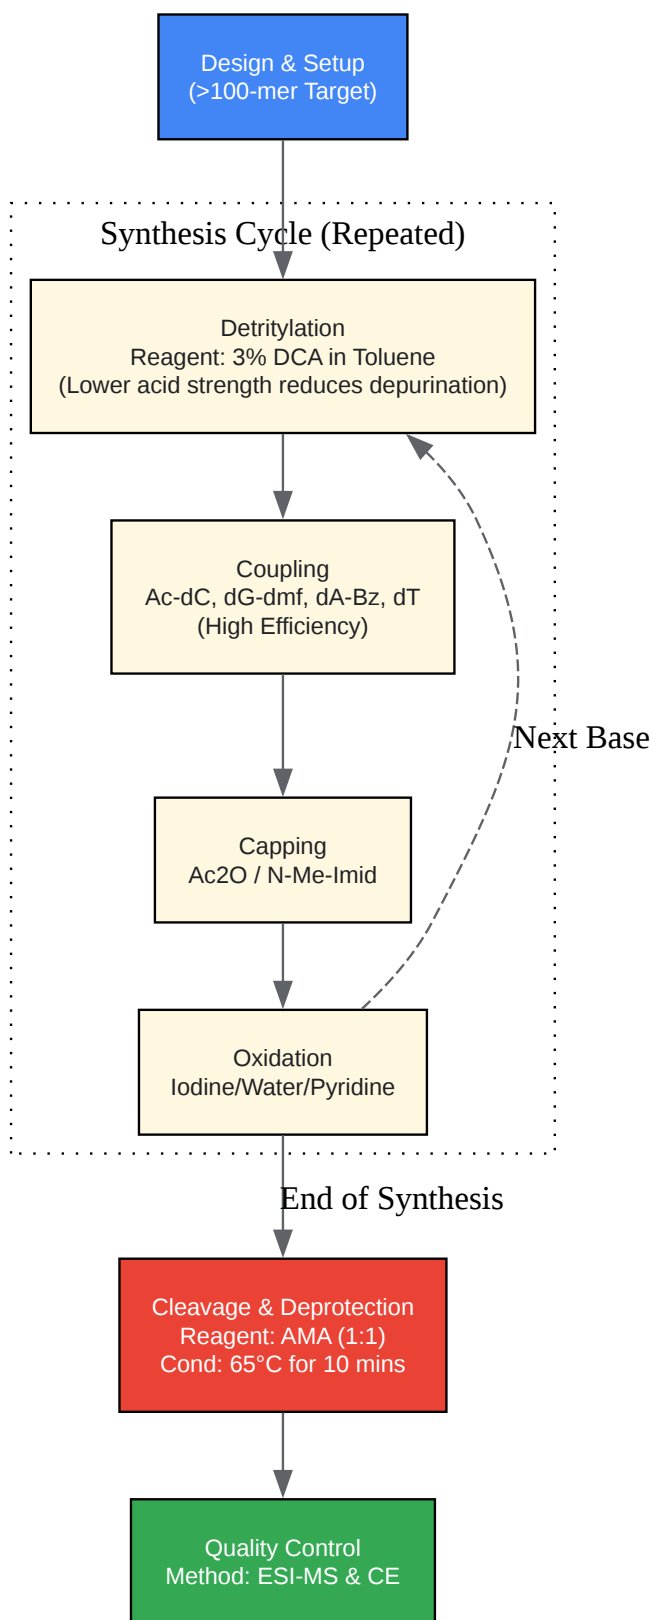 Design & Setup
(>100-mer Target)
Synthesis Cycle (Repeated)
Detritylation
Reagent: 3% DCA in Toluene
(Lower acid strength reduces depurination)
Coupling
Ac-dC, dG-dmf, dA-Bz, dT
(High Efficiency)
Next Base
Capping
Ac2O / N-Me-Imid
Oxidation
Iodine/Water/Pyridine
End of Synthesis
Cleavage & Deprotection
Reagent: AMA (1:1)
Cond: 65°C for 10 mins
Quality Control
Method: ESI-MS & CE